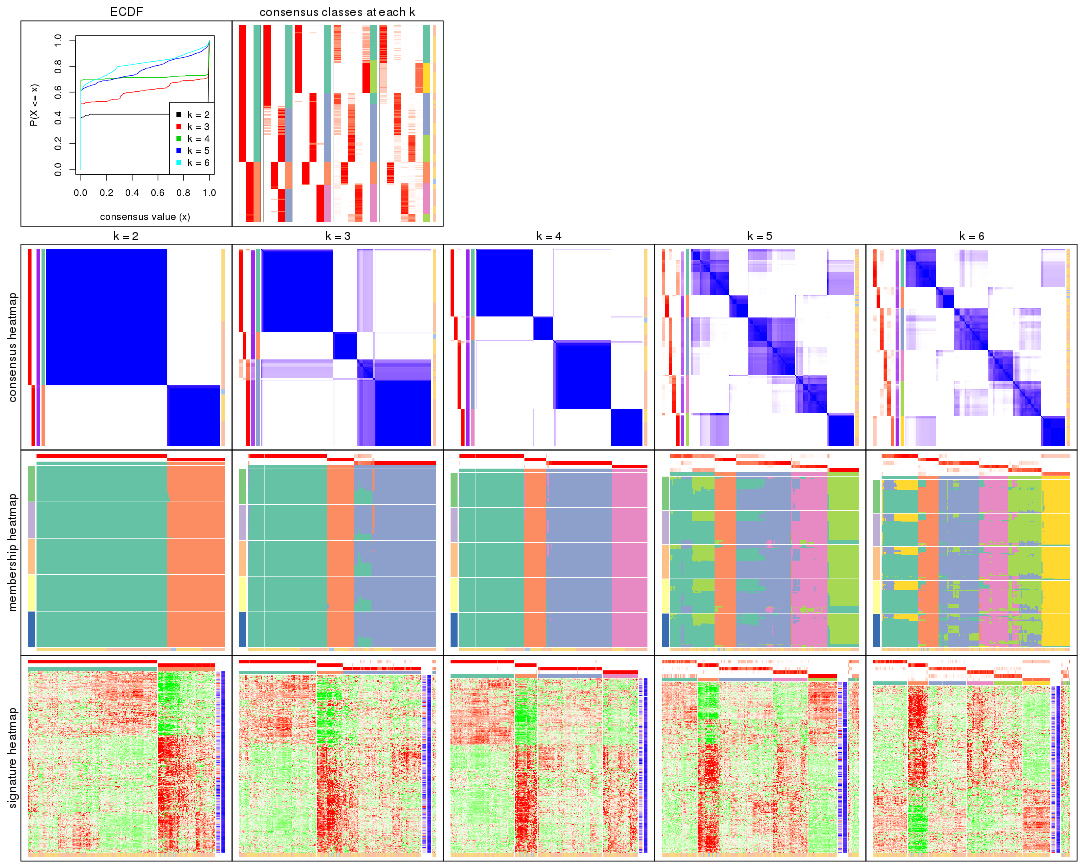 ECDF
consensus classes at each k
P(X <= x)
0.0
0.2
0.4
0.6
0.8
1.0
k = 2
k = 3
k = 4
k = 5
k = 6
0.0 0.2 0.4 0.6 0.8 1.0
consensus value (x)
k = 2
k = 3
k = 4
k = 5
k = 6
consensus heatmap
membership heatmap
signature heatmap